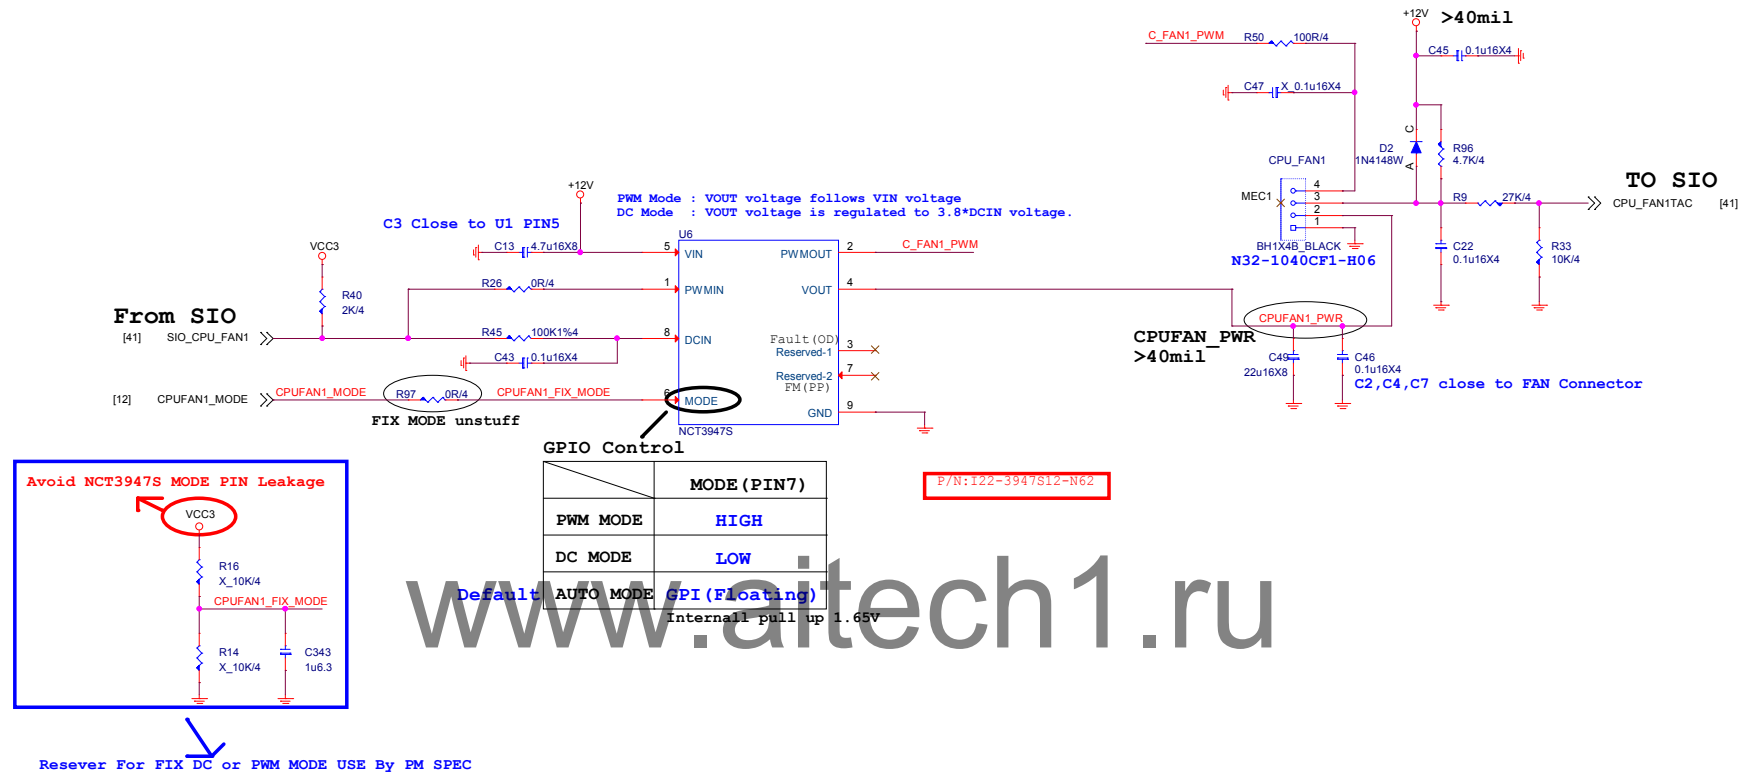 +12V >40mil
C_FAN1_PWM R50 100R/4
C45 0.1u16X4
C47 X_0.1u16X4
C
D2
1N4148W
A
R96
4.7K/4
CPU_FAN1
MEC1
4
3
2
1
R9 27K/4
TO SIO
CPU_FAN1TAC [41]
BH1X4B_BLACK
N32-1040CF1-H06
C22
0.1u16X4
R33
10K/4
+12V
PWM Mode : VOUT voltage follows VIN voltage
DC Mode : VOUT voltage is regulated to 3.8*DCIN voltage.
C3 Close to U1 PIN5
U6
C13 4.7u16X8 5 VIN PWMOUT 2 C_FAN1_PWM
VCC3
R40
2K/4
R26 0R/4 1 PWMIN VOUT 4
From SIO
[41] SIO_CPU_FAN1
R45 100K1%4 8 DCIN
Fault(OD)
Reserved-1 3
C43 0.1u16X4
Reserved-2 7
FM(PP)
CPUFAN1_PWR
CPUFAN_PWR
>40mil
C49
22u16X8
C46
0.1u16X4
C2,C4,C7 close to FAN Connector
[12] CPUFAN1_MODE CPUFAN1_MODE R97 0R/4 CPUFAN1_FIX_MODE 6 MODE
GND 9
FIX MODE unstuff
NCT3947S
GPIO Control
MODE(PIN7)
PWM MODE HIGH
DC MODE LOW
Default AUTO MODE GPI(Floating)
Internall pull up 1.65V
P/N:I22-3947S12-N62
Avoid NCT3947S MODE PIN Leakage
VCC3
R16
X_10K/4
CPUFAN1_FIX_MODE
R14
X_10K/4
C343
1u6.3
Resever For FIX DC or PWM MODE USE By PM SPEC
www.aitech1.ru